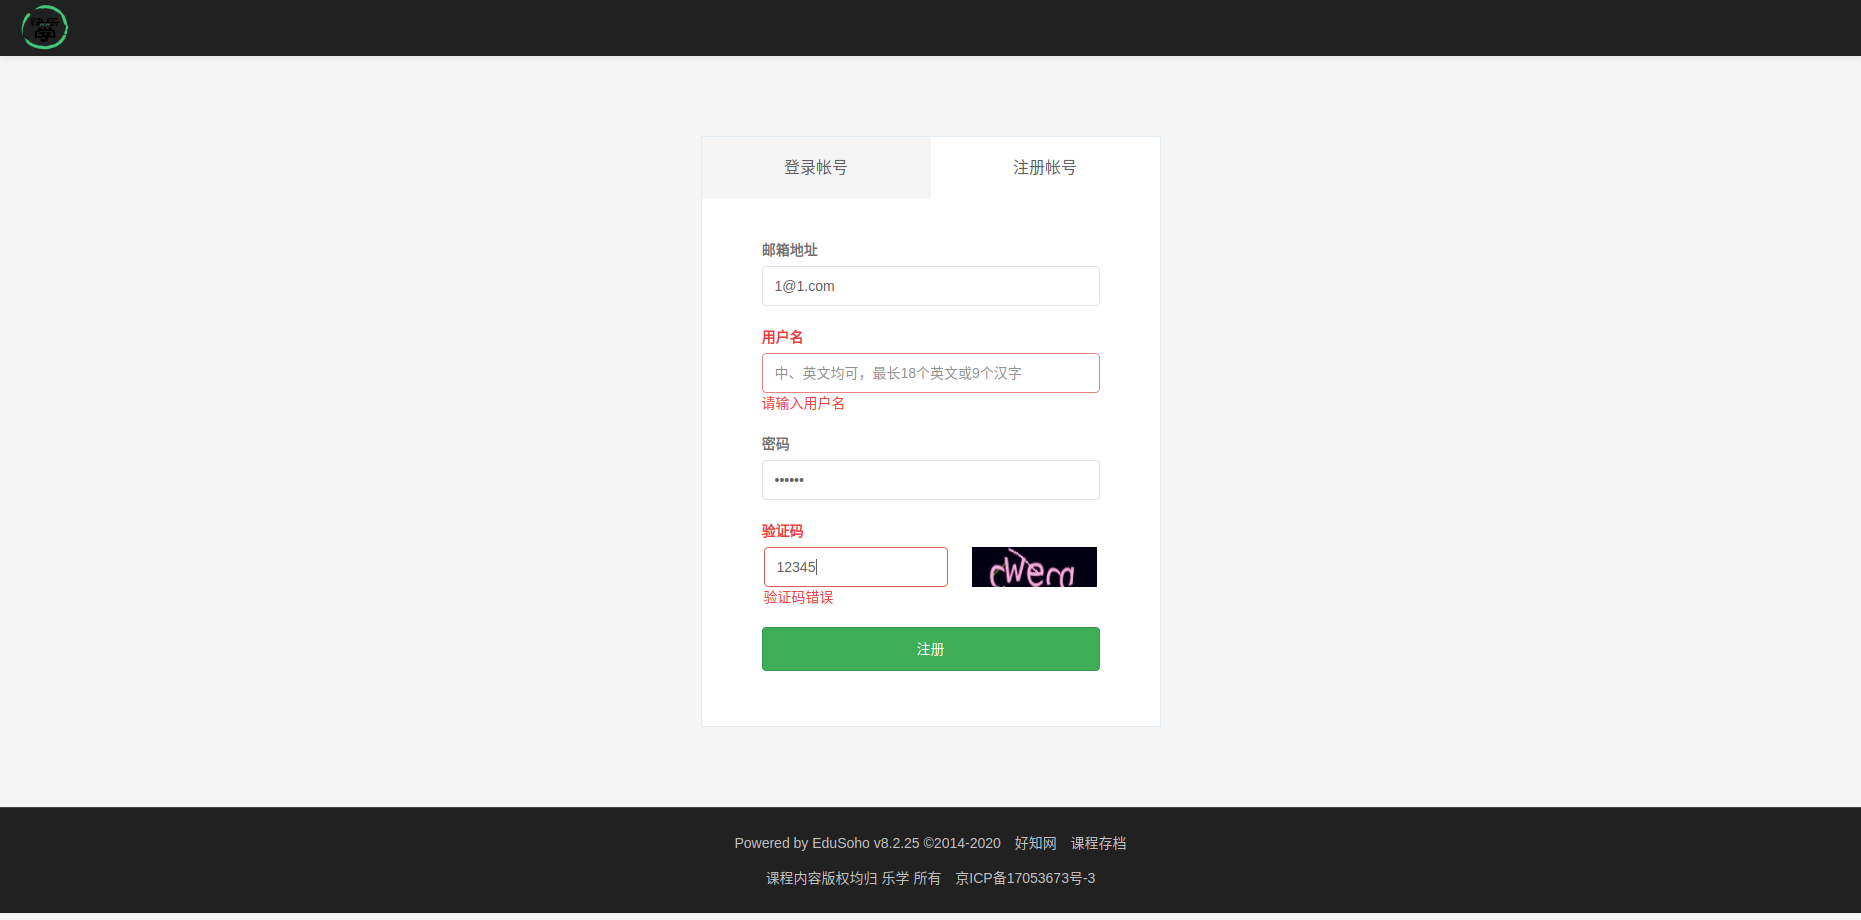 快乐
学
登录帐号
注册帐号
邮箱地址
1@1.com
用户名
中、英文均可，最长18个英文或9个汉字
请输入用户名
密码
••••••
验证码
12345
验证码错误
注册
Powered by EduSoho v8.2.25 ©2014-2020 好知网 课程存档
课程内容版权均归 乐学 所有 京ICP备17053673号-3